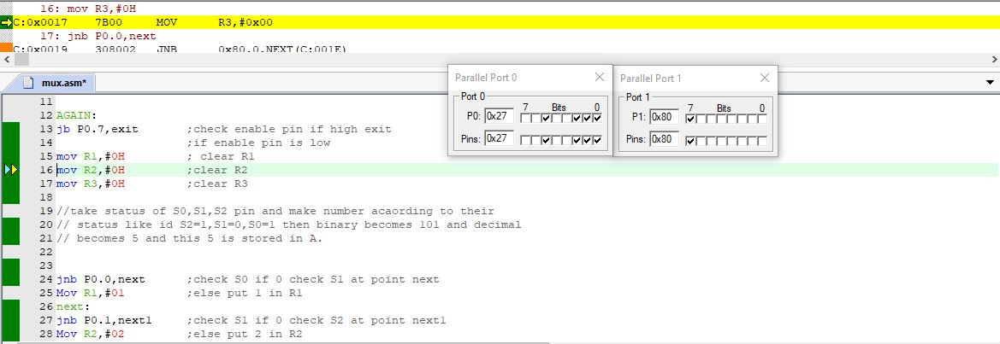 16: mov R3,#0H
C:0x0017 7B00 MOV R3,#0x00
17: jnb P0.0,next
C:0x0019 308002 JNB 0x80.0,NEXT(C:001E)
mux.asm*
Parallel Port 0
Port 0
7 Bits 0
P0: 0x27
Pins: 0x27
Parallel Port 1
Port 1
7 Bits 0
P1: 0x80
Pins: 0x80
11
12 AGAIN:
13 jb P0.7,exit ;check enable pin if high exit
14 ;if enable pin is low
15 mov R1,#0H ; clear R1
16 mov R2,#0H ;clear R2
17 mov R3,#0H ;clear R3
18
19 //take status of S0,S1,S2 pin and make number acaording to their
20 // status like id S2=1,S1=0,S0=1 then binary becomes 101 and decimal
21 // becomes 5 and this 5 is stored in A.
22
23
24 jnb P0.0,next ;check S0 if 0 check S1 at point next
25 Mov R1,#01 ;else put 1 in R1
26 next:
27 jnb P0.1,next1 ;check S1 if 0 check S2 at point next1
28 Mov R2,#02 ;else put 2 in R2